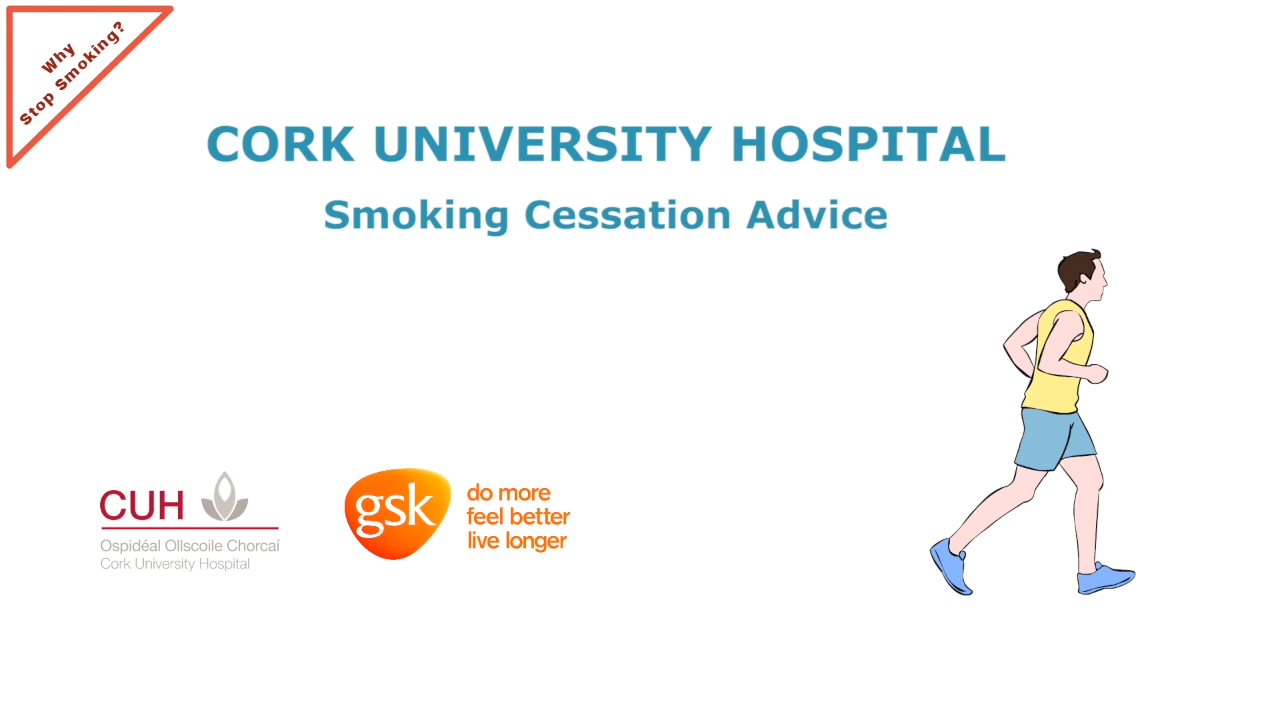 Why
Stop Smoking?
CORK UNIVERSITY HOSPITAL
Smoking Cessation Advice
CUH
Ospidéal Ollscoile Chorcaí
Cork University Hospital
gsk
do more
feel better
live longer